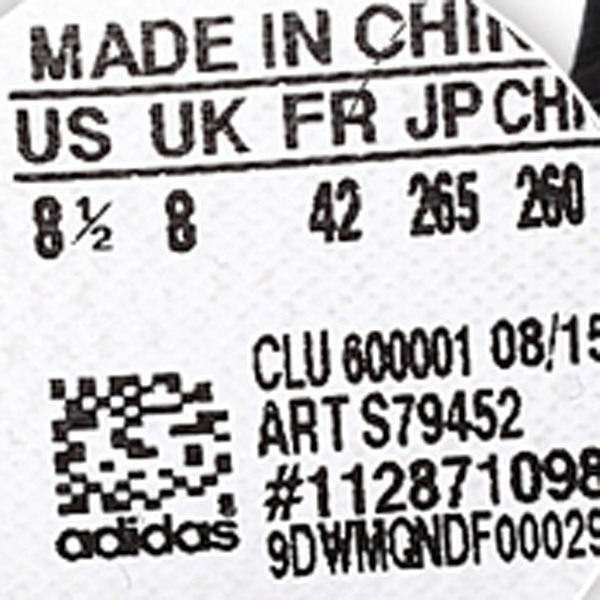 MADE IN CHIN
US UK FR JP CHN
8½ 8 42 265 260
CLU 600001 08/15
ART S79452
#112871098
adidas®
9DWMQNDF00029